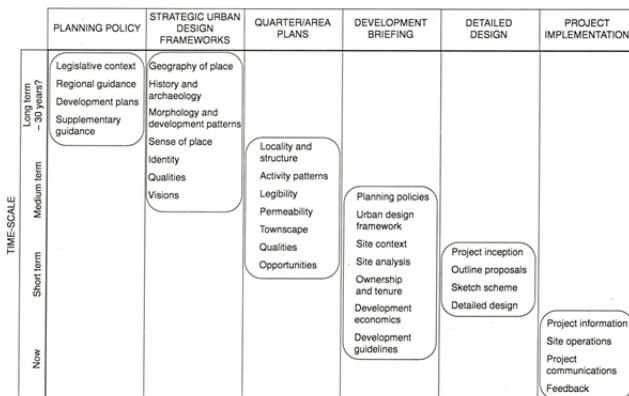 PLANNING POLICY
STRATEGIC URBAN
DESIGN
FRAMEWORKS
QUARTER/AREA
PLANS
DEVELOPMENT
BRIEFING
DETAILED
DESIGN
PROJECT
IMPLEMENTATION
TIME-SCALE
Long term
– 30 years?
Medium term
Short term
Now
Legislative context
Regional guidance
Development plans
Supplementary
guidance
Geography of place
History and
archaeology
Morphology and
development patterns
Sense of place
Identity
Qualities
Visions
Locality and
structure
Activity patterns
Legibility
Permeability
Townscape
Qualities
Opportunities
Planning policies
Urban design
framework
Site context
Site analysis
Ownership
and tenure
Development
economics
Development
guidelines
Project inception
Outline proposals
Sketch scheme
Detailed design
Project information
Site operations
Project
communications
Feedback